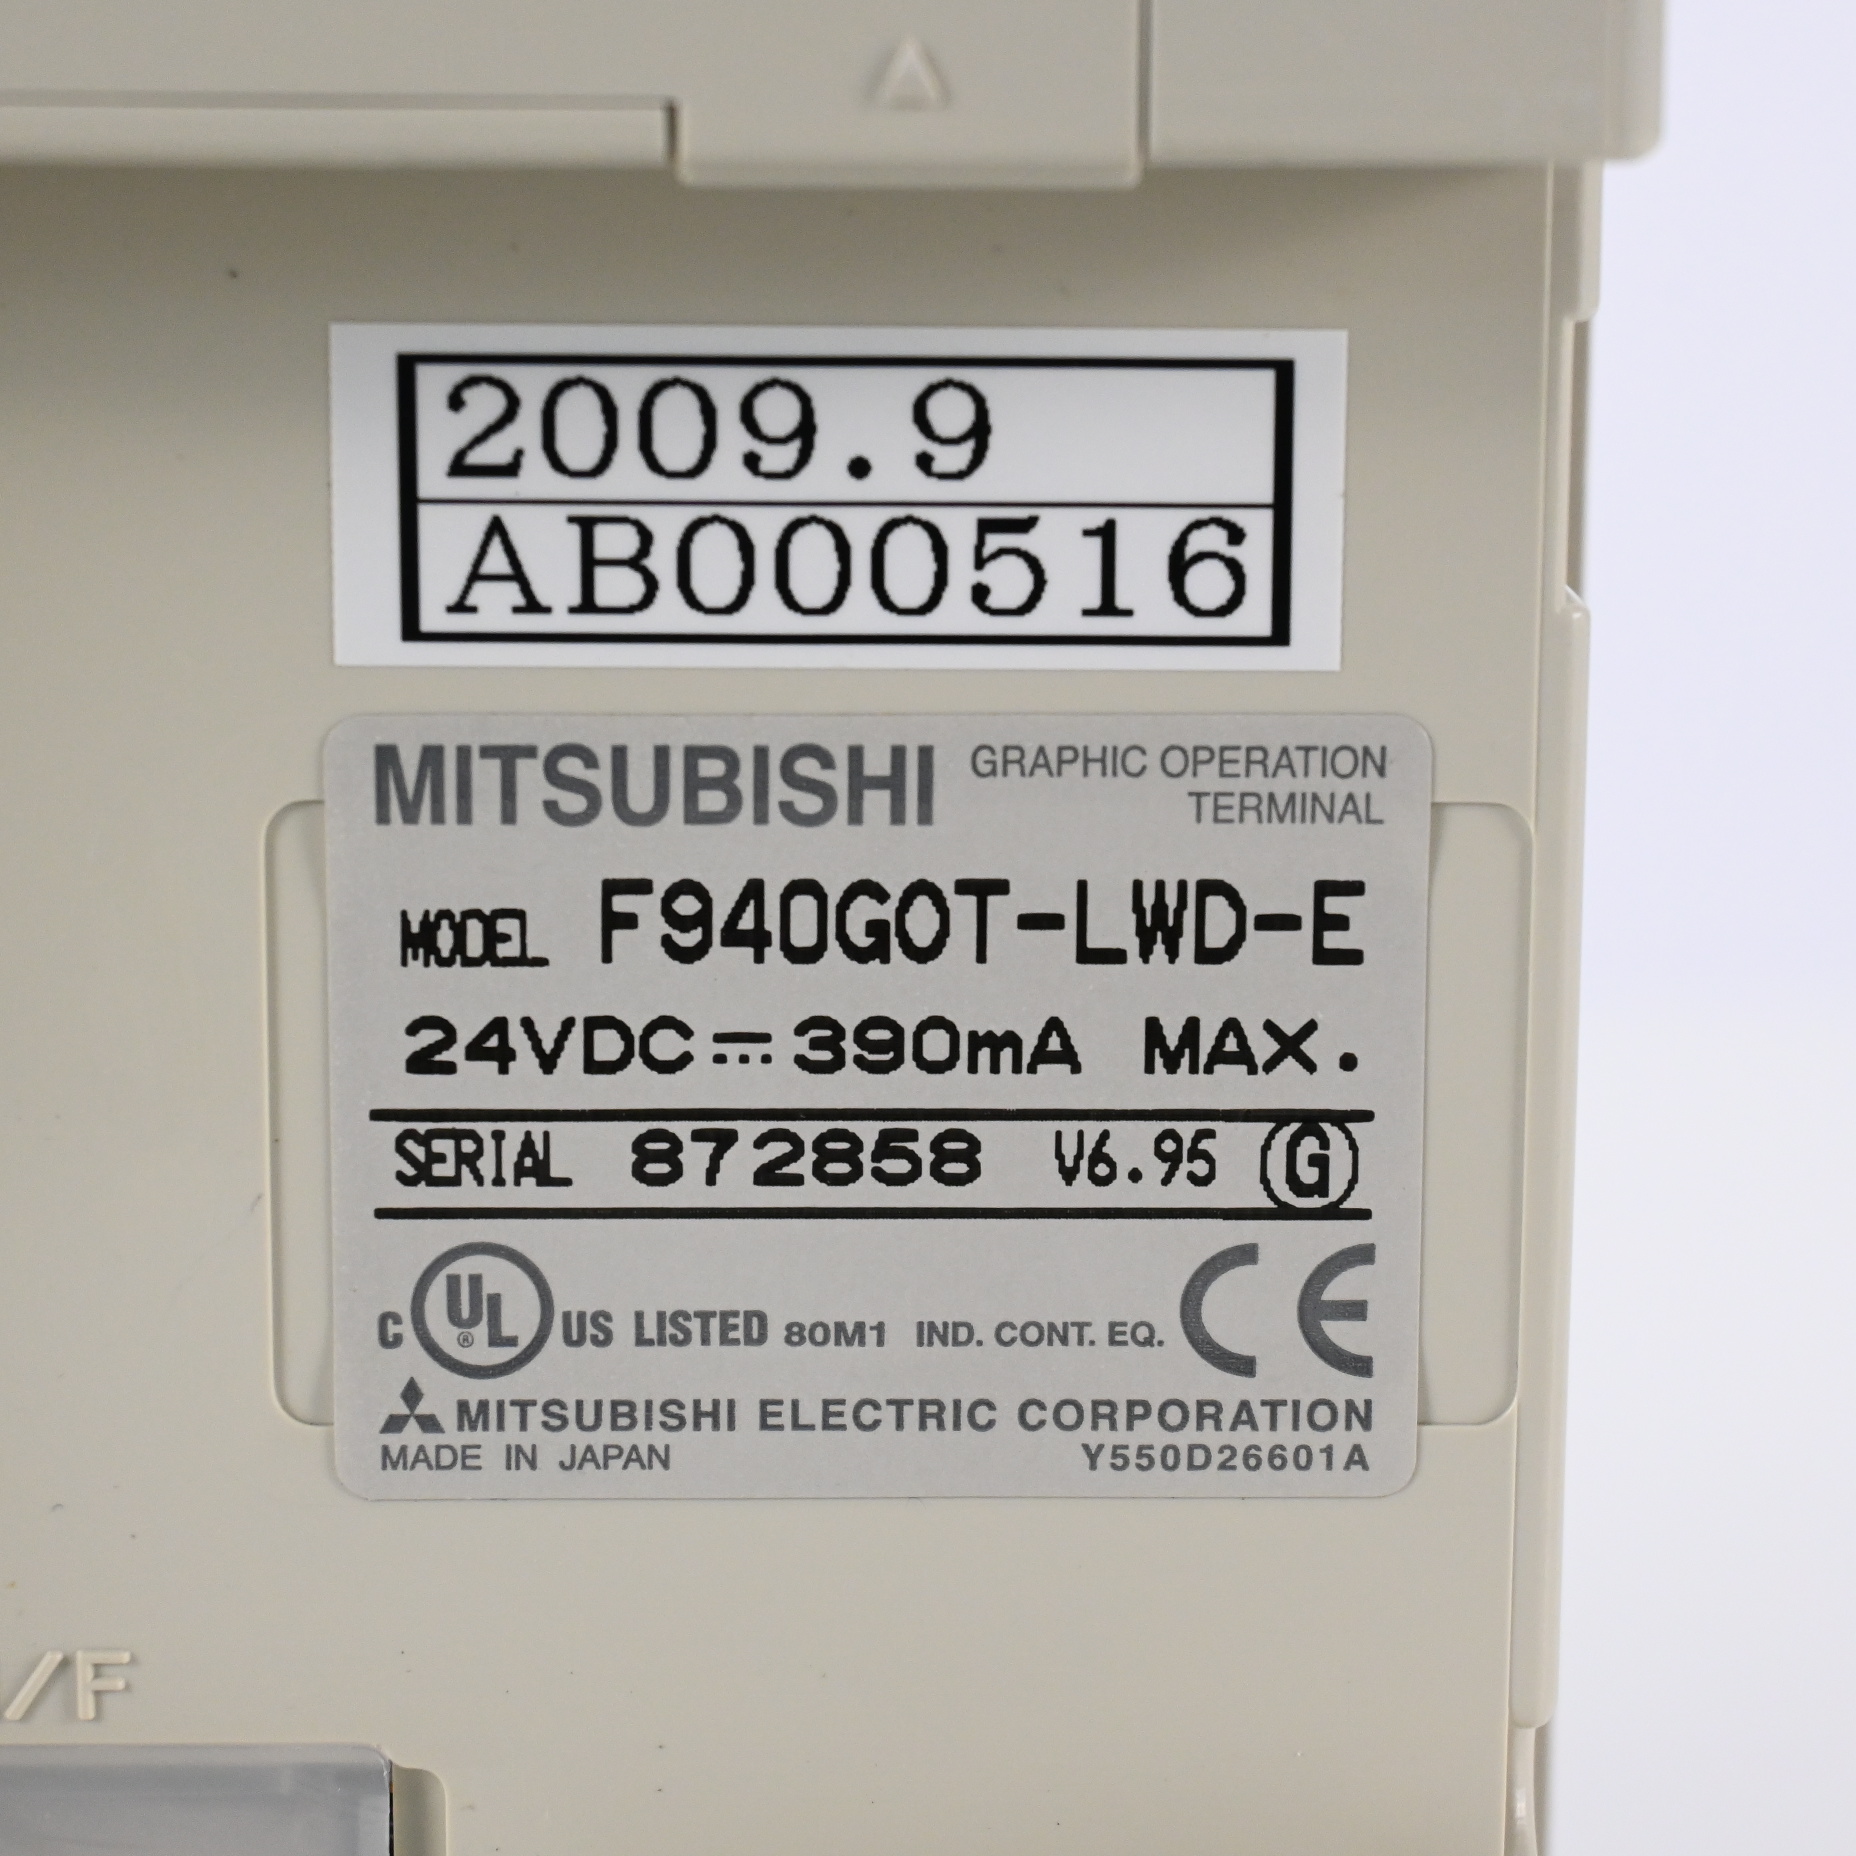 2009.9
AB000516
MITSUBISHI GRAPHIC OPERATION
TERMINAL
MODEL F940GOT-LWD-E
24VDC⎓390mA MAX.
SERIAL 872858 V6.95 Ⓖ
C UL® US LISTED 80M1 IND. CONT. EQ. CE
MITSUBISHI ELECTRIC CORPORATION
MADE IN JAPAN Y550D26601A
/F